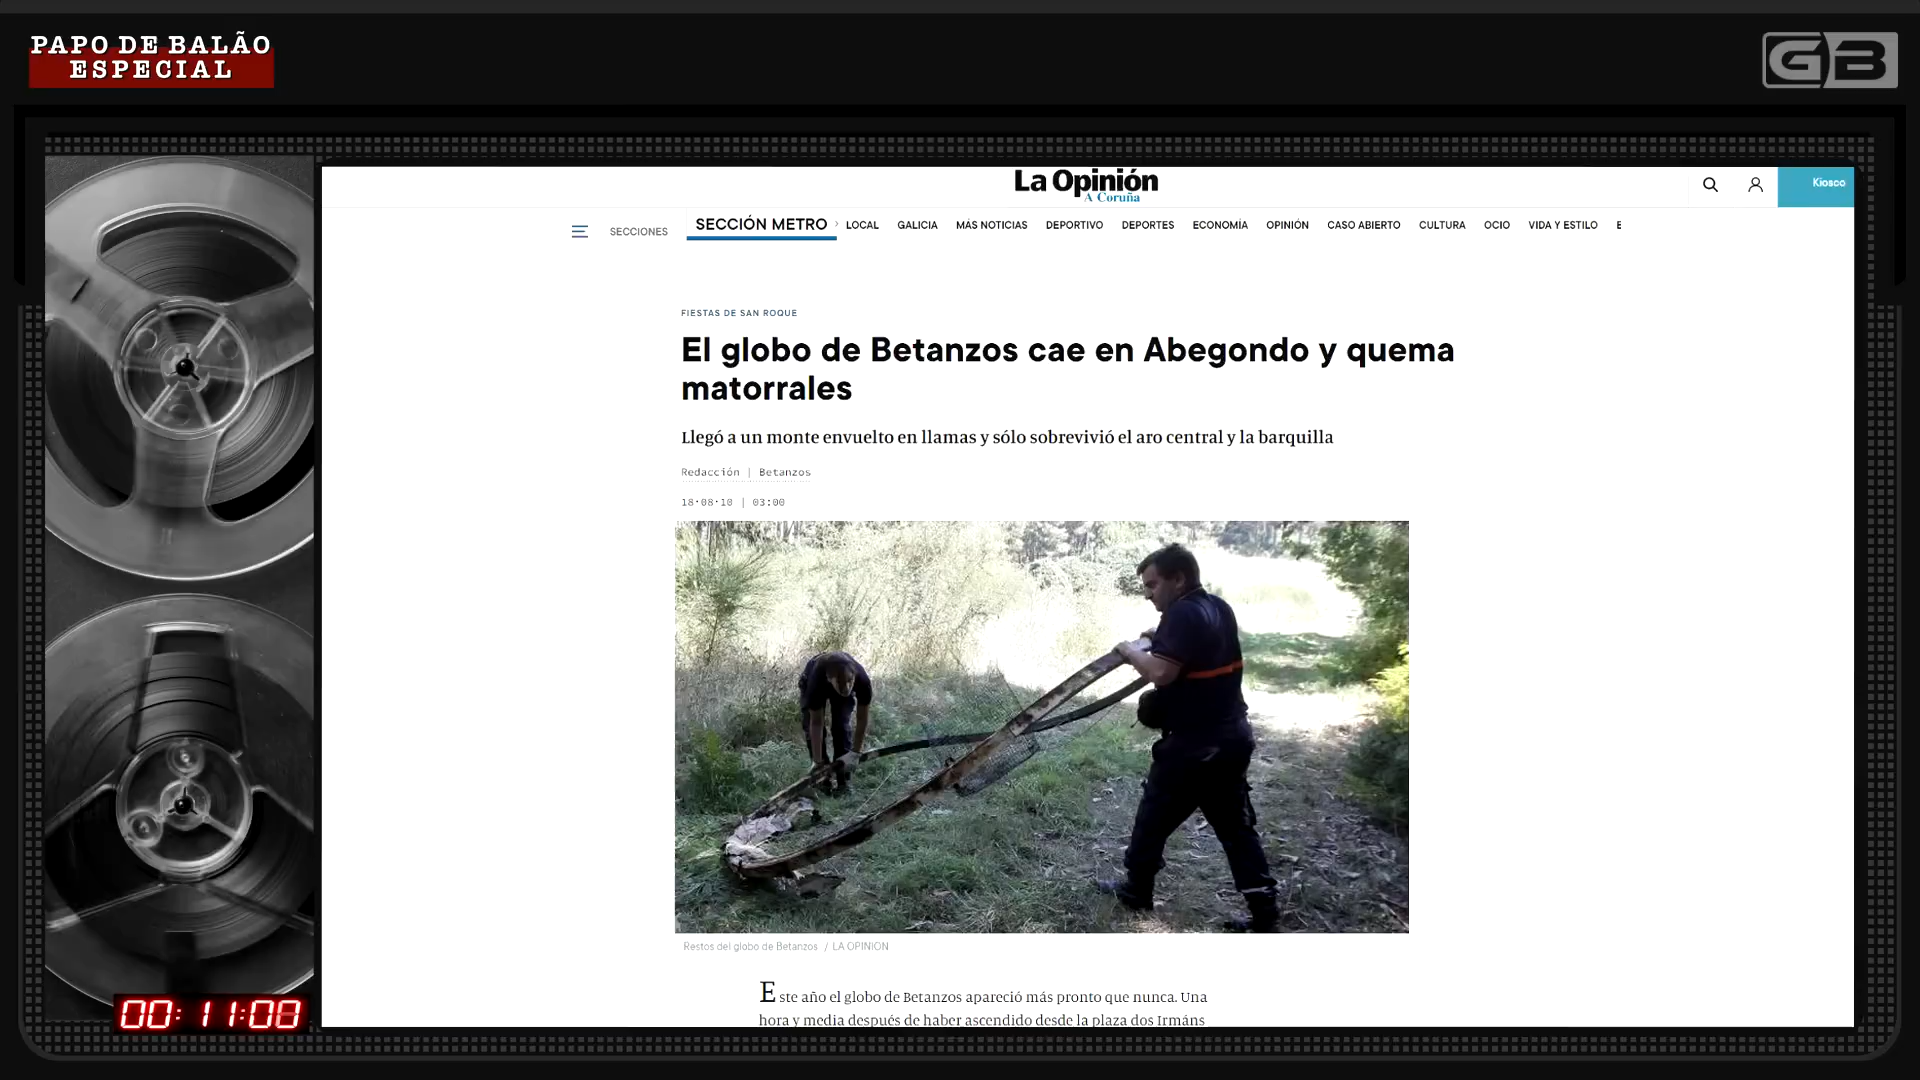 PAPO DE BALÃO
ESPECIAL
GB
La Opinión
A Coruña
Kiosco
SECCIONES
SECCIÓN METRO › LOCAL GALICIA MÁS NOTICIAS DEPORTIVO DEPORTES ECONOMÍA OPINIÓN CASO ABIERTO CULTURA OCIO VIDA Y ESTILO E
FIESTAS DE SAN ROQUE
El globo de Betanzos cae en Abegondo y quema
matorrales
Llegó a un monte envuelto en llamas y sólo sobrevivió el aro central y la barquilla
Redacción | Betanzos
18·08·10 | 03:00
Restos del globo de Betanzos / LA OPINION
Este año el globo de Betanzos apareció más pronto que nunca. Una
hora y media después de haber ascendido desde la plaza dos Irmáns
00:11:08